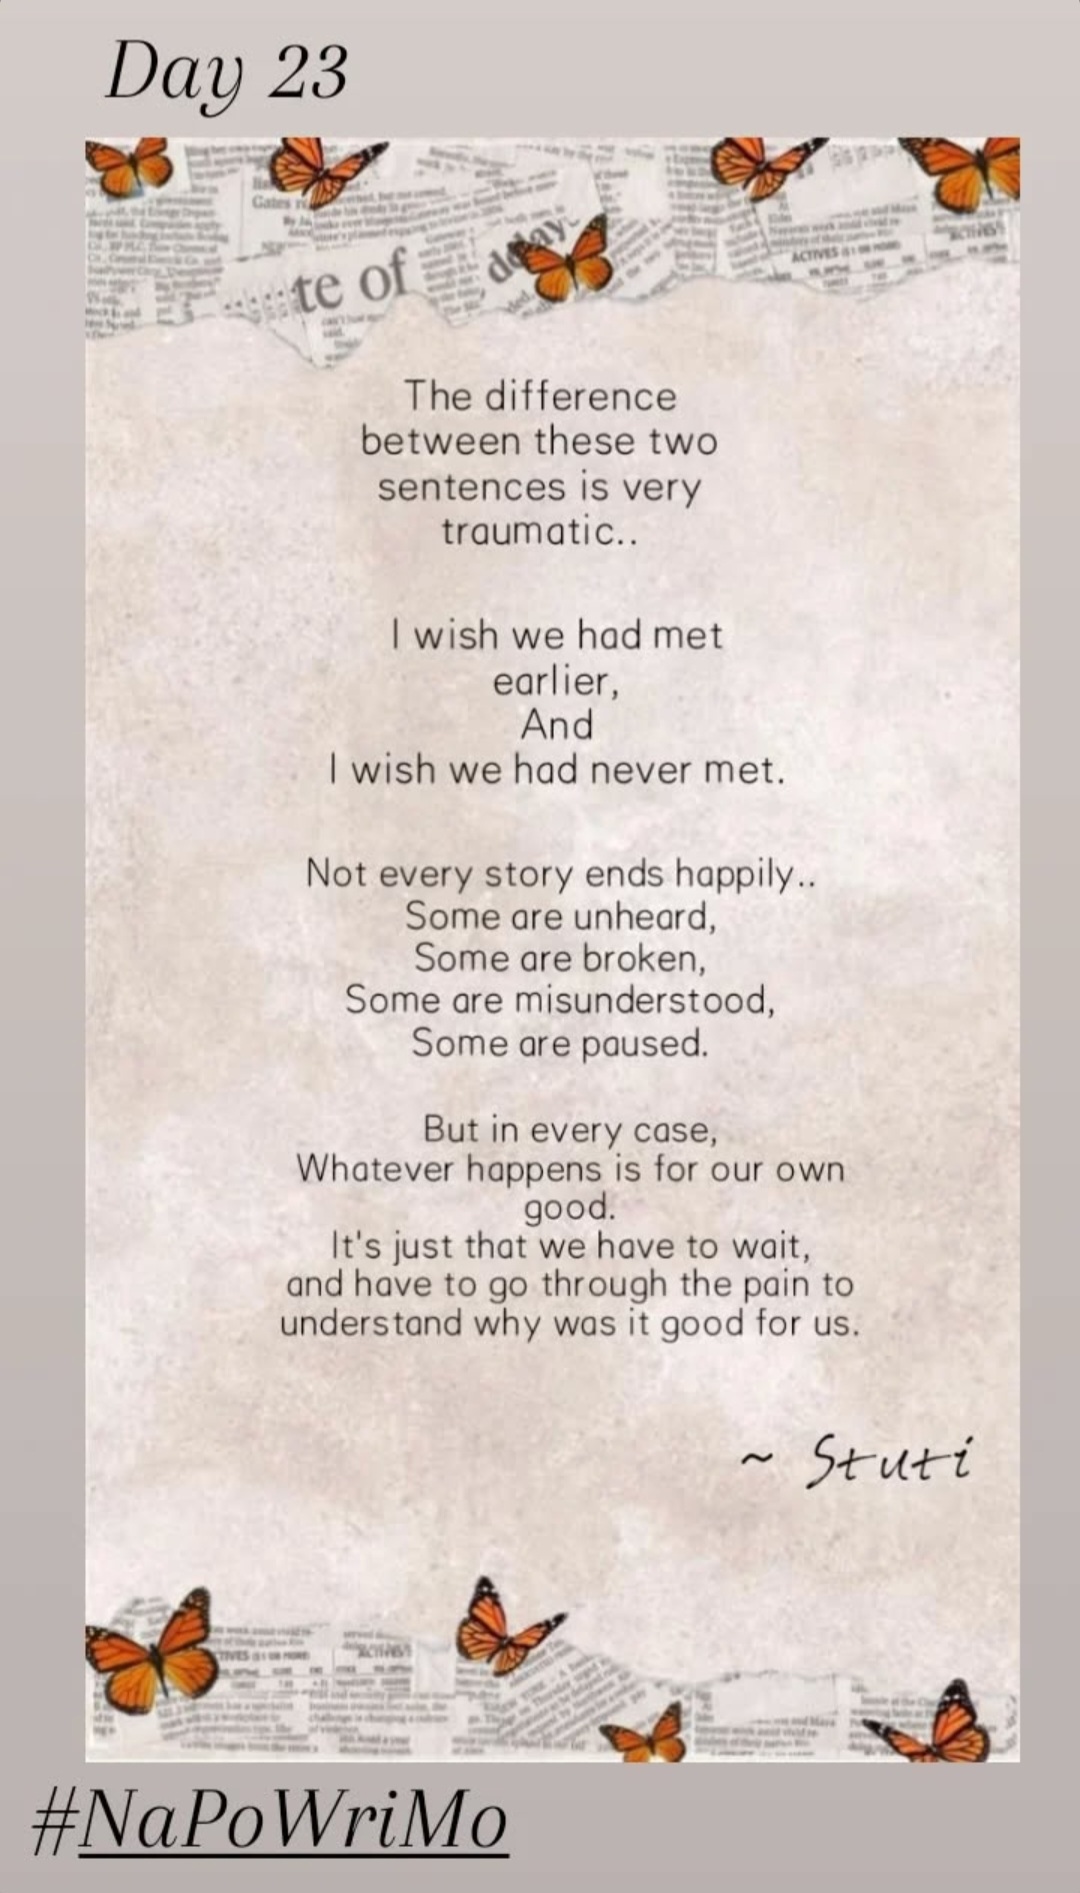 Day 23
te of
The difference
between these two
sentences is very
traumatic..
I wish we had met
earlier,
And
I wish we had never met.
Not every story ends happily..
Some are unheard,
Some are broken,
Some are misunderstood,
Some are paused.
But in every case,
Whatever happens is for our own
good.
It's just that we have to wait,
and have to go through the pain to
understand why was it good for us.
~ Stuti
#NaPoWriMo